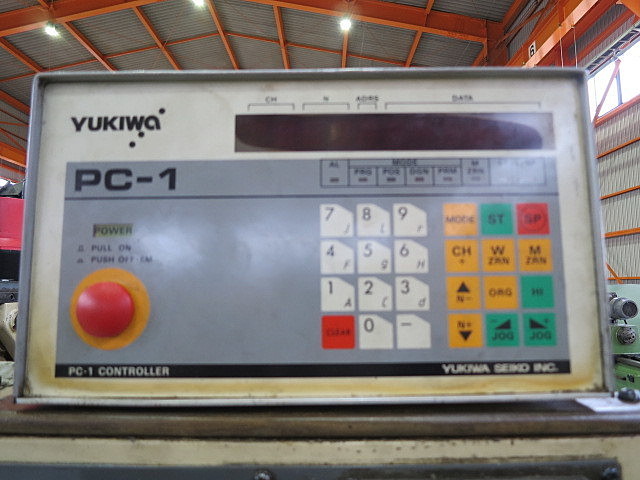 CH N ADRS DATA
YUKIWA
PC-1
AL MODE M
PRG POS DGN PRM ZRN
POWER
PULL ON
PUSH OFF EM
7 J 8 L 9 r MODE ST SP
4 F 5 g 6 H CH + W ZRN M ZRN
1 A 2 C 3 d N- ORG HI
CLEAR 0 - N+ JOG JOG
PC-1 CONTROLLER YUKIWA SEIKO INC.
6